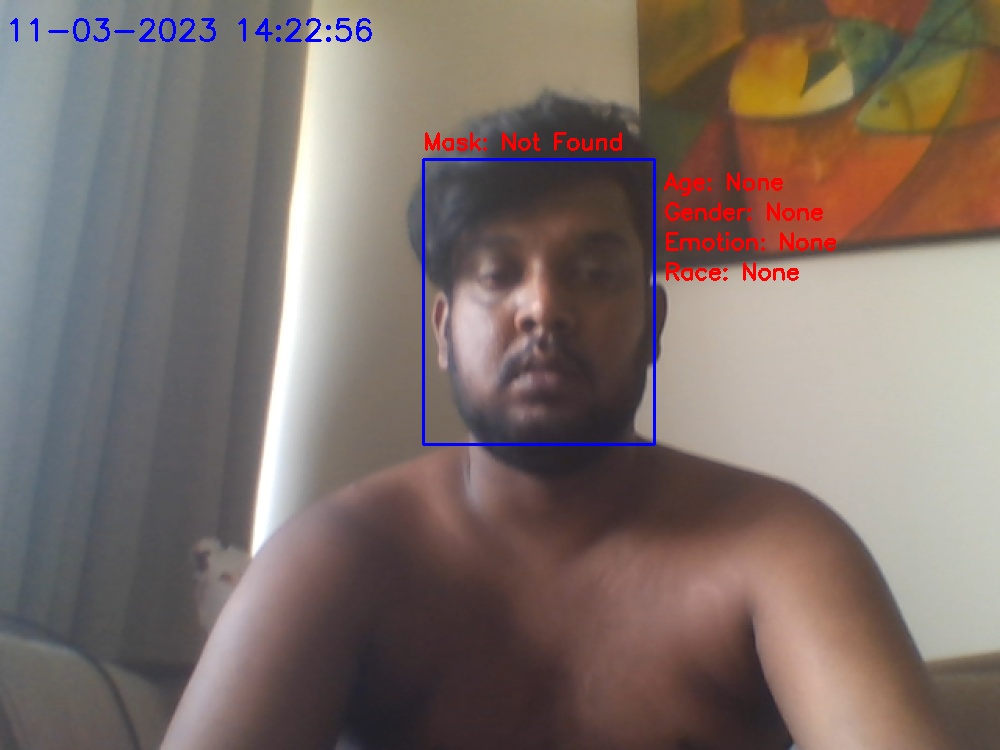 11-03-2023 14:22:56
Mask: Not Found
Age: None
Gender: None
Emotion: None
Race: None